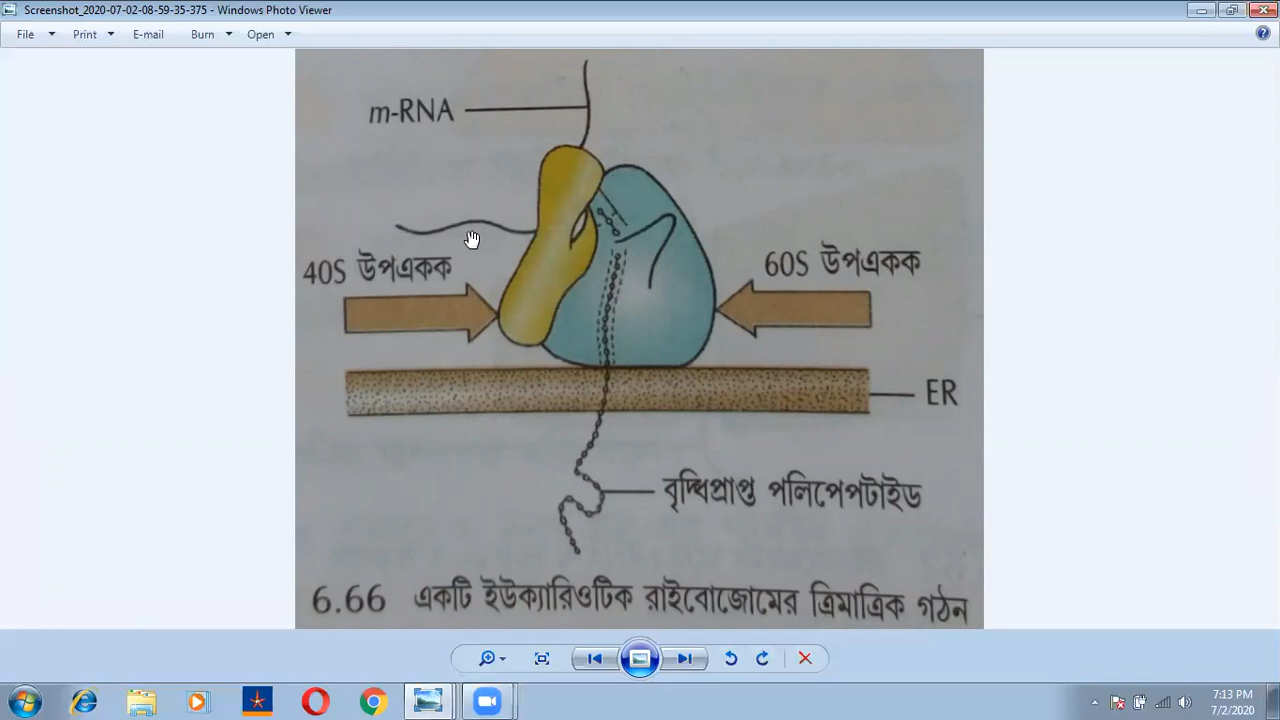 Screenshot_2020-07-02-08-59-35-375 - Windows Photo Viewer
File Print E-mail Burn Open
m-RNA
40S উপএকক
60S উপএকক
ER
বৃদ্ধিপ্রাপ্ত পলিপেপটাইড
6.66 একটি ইউক্যারিওটিক রাইবোজোমের ত্রিমাত্রিক গঠন
7:13 PM
7/2/2020